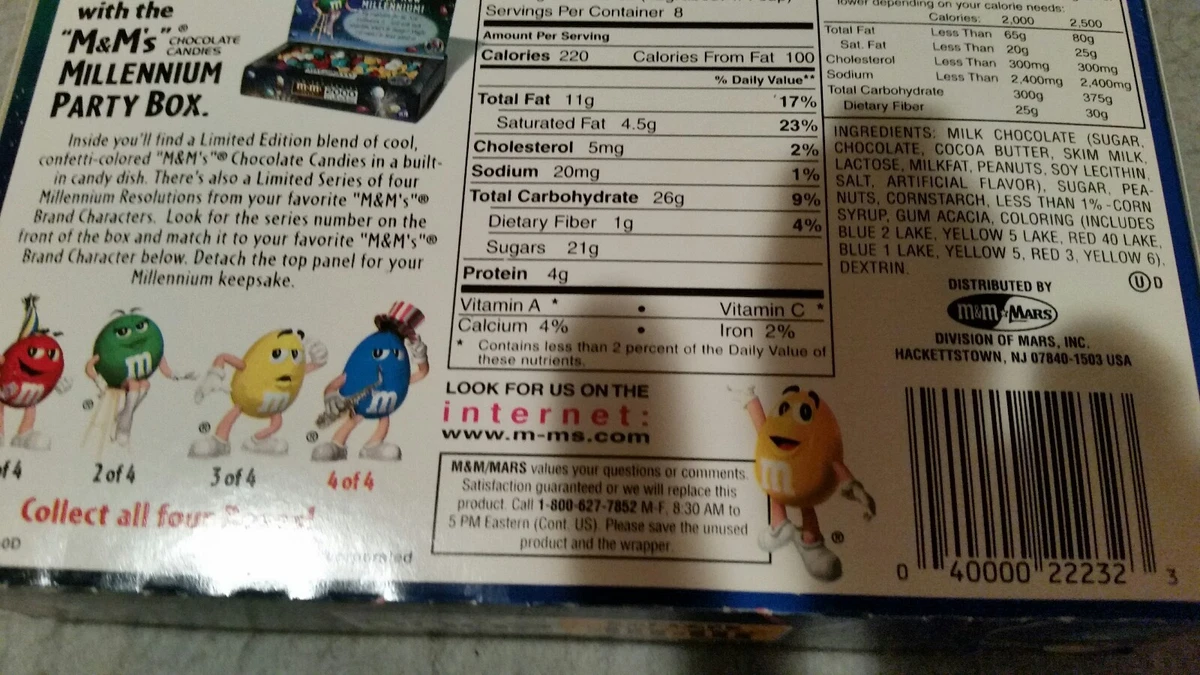 with the
"M&M's"® CHOCOLATE CANDIES
MILLENNIUM
PARTY BOX.
Inside you'll find a Limited Edition blend of cool,
confetti-colored "M&M's"® Chocolate Candies in a built-
in candy dish. There's also a Limited Series of four
Millennium Resolutions from your favorite "M&M's"®
Brand Characters. Look for the series number on the
front of the box and match it to your favorite "M&M's"®
Brand Character below. Detach the top panel for your
Millennium keepsake.
MILLENNIUM
m
m
m
m
®
®
®
of 4
2 of 4
3 of 4
4 of 4
Collect all four
Servings Per Container 8
Amount Per Serving
Calories 220 Calories From Fat 100
% Daily Value**
Total Fat 11g 17%
Saturated Fat 4.5g 23%
Cholesterol 5mg 2%
Sodium 20mg 1%
Total Carbohydrate 26g 9%
Dietary Fiber 1g 4%
Sugars 21g
Protein 4g
Vitamin A * • Vitamin C *
Calcium 4% • Iron 2%
* Contains less than 2 percent of the Daily Value of
these nutrients.
LOOK FOR US ON THE
internet:
www.m-ms.com
M&M/MARS values your questions or comments.
Satisfaction guaranteed or we will replace this
product. Call 1-800-627-7852 M-F, 8:30 AM to
5 PM Eastern (Cont. US). Please save the unused
product and the wrapper.
m
®
lower depending on your calorie needs:
Calories: 2,000 2,500
Total Fat Less Than 65g 80g
Sat. Fat Less Than 20g 25g
Cholesterol Less Than 300mg 300mg
Sodium Less Than 2,400mg 2,400mg
Total Carbohydrate 300g 375g
Dietary Fiber 25g 30g
INGREDIENTS: MILK CHOCOLATE (SUGAR,
CHOCOLATE, COCOA BUTTER, SKIM MILK,
LACTOSE, MILKFAT, PEANUTS, SOY LECITHIN,
SALT, ARTIFICIAL FLAVOR), SUGAR, PEA-
NUTS, CORNSTARCH, LESS THAN 1% -CORN
SYRUP, GUM ACACIA, COLORING (INCLUDES
BLUE 2 LAKE, YELLOW 5 LAKE, RED 40 LAKE,
BLUE 1 LAKE, YELLOW 5, RED 3, YELLOW 6),
DEXTRIN.
Ⓤ D
DISTRIBUTED BY
m&m MARS
DIVISION OF MARS, INC.
HACKETTSTOWN, NJ 07840-1503 USA
0 40000 22232 3